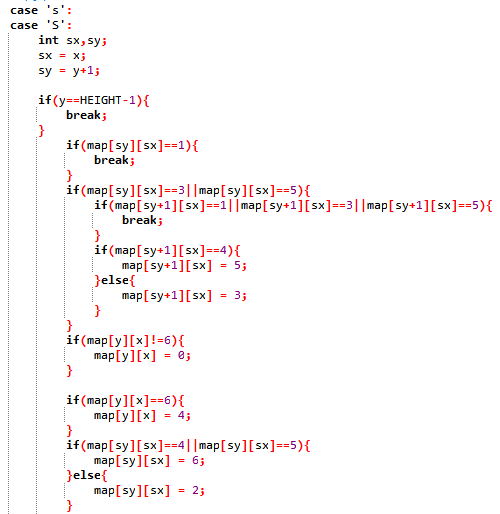 case 's':
case 'S':
int sx,sy;
sx = x;
sy = y+1;
if(y==HEIGHT-1){
break;
}
if(map[sy][sx]==1){
break;
}
if(map[sy][sx]==3||map[sy][sx]==5){
if(map[sy+1][sx]==1||map[sy+1][sx]==3||map[sy+1][sx]==5){
break;
}
if(map[sy+1][sx]==4){
map[sy+1][sx] = 5;
}else{
map[sy+1][sx] = 3;
}
}
if(map[y][x]!=6){
map[y][x] = 0;
}
if(map[y][x]==6){
map[y][x] = 4;
}
if(map[sy][sx]==4||map[sy][sx]==5){
map[sy][sx] = 6;
}else{
map[sy][sx] = 2;
}